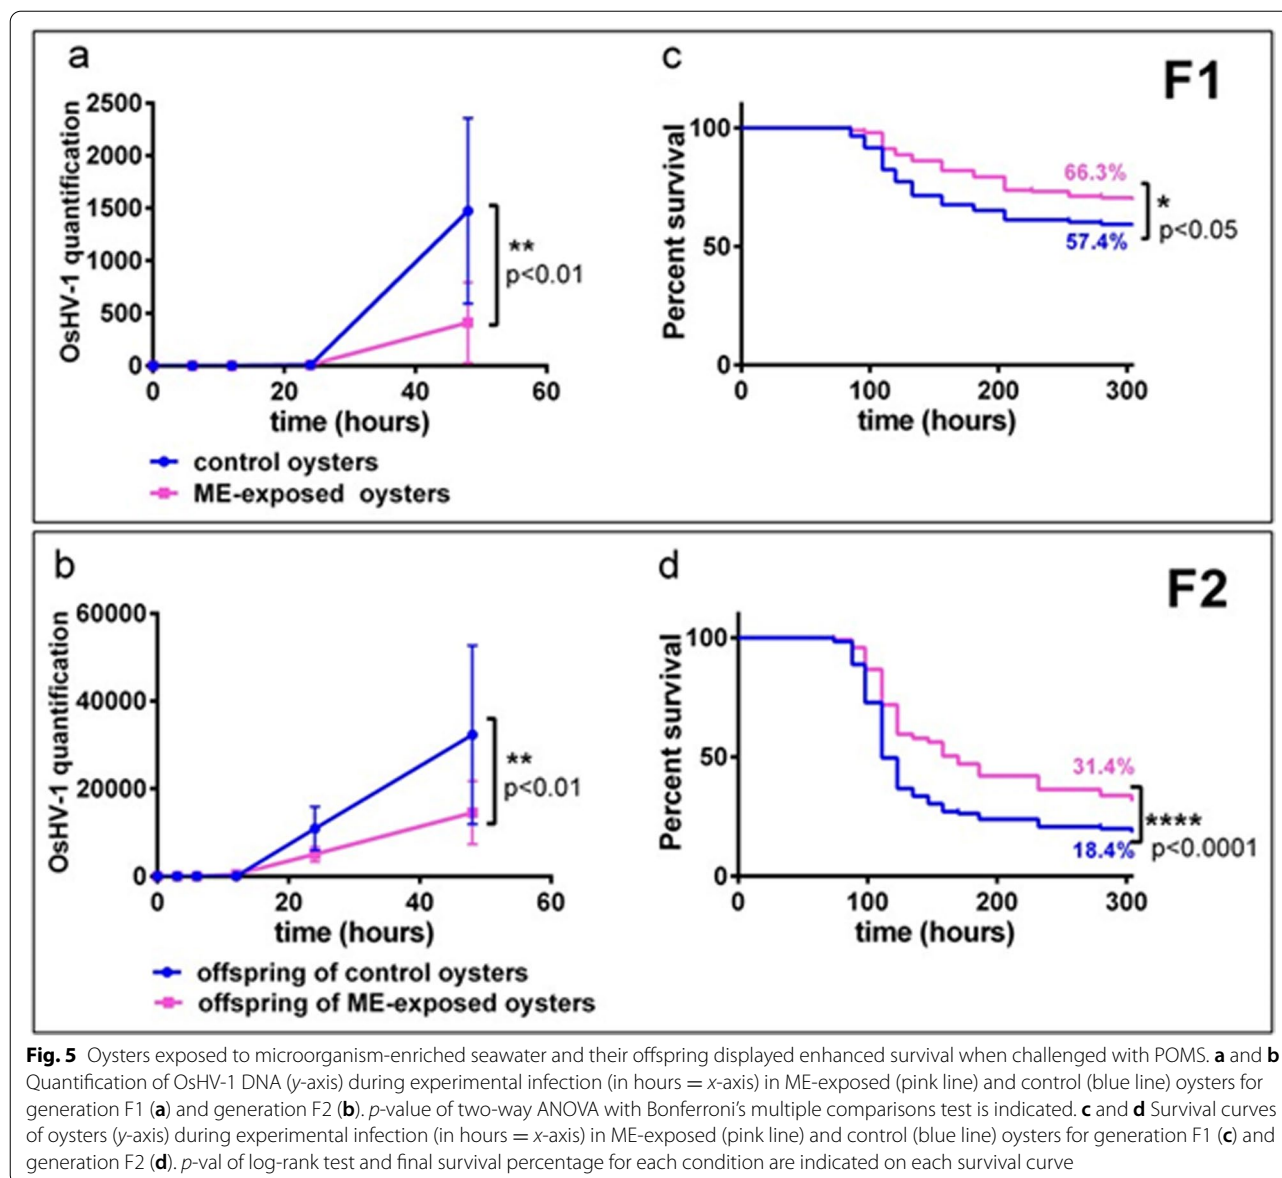 a
OsHV-1 quantification
2500
2000
1500
1000
500
0
0 20 40 60
time (hours)
**
p<0.01
control oysters
ME-exposed oysters
c
F1
Percent survival
100
50
0
0 100 200 300
time (hours)
66.3%
57.4%
*
p<0.05
b
OsHV-1 quantification
60000
40000
20000
0
0 20 40 60
time (hours)
**
p<0.01
offspring of control oysters
offspring of ME-exposed oysters
d
F2
Percent survival
100
50
0
0 100 200 300
time (hours)
31.4%
18.4%
****
p<0.0001
Fig. 5 Oysters exposed to microorganism-enriched seawater and their offspring displayed enhanced survival when challenged with POMS. a and b
Quantification of OsHV-1 DNA (y-axis) during experimental infection (in hours = x-axis) in ME-exposed (pink line) and control (blue line) oysters for
generation F1 (a) and generation F2 (b). p-value of two-way ANOVA with Bonferroni's multiple comparisons test is indicated. c and d Survival curves
of oysters (y-axis) during experimental infection (in hours = x-axis) in ME-exposed (pink line) and control (blue line) oysters for generation F1 (c) and
generation F2 (d). p-val of log-rank test and final survival percentage for each condition are indicated on each survival curve